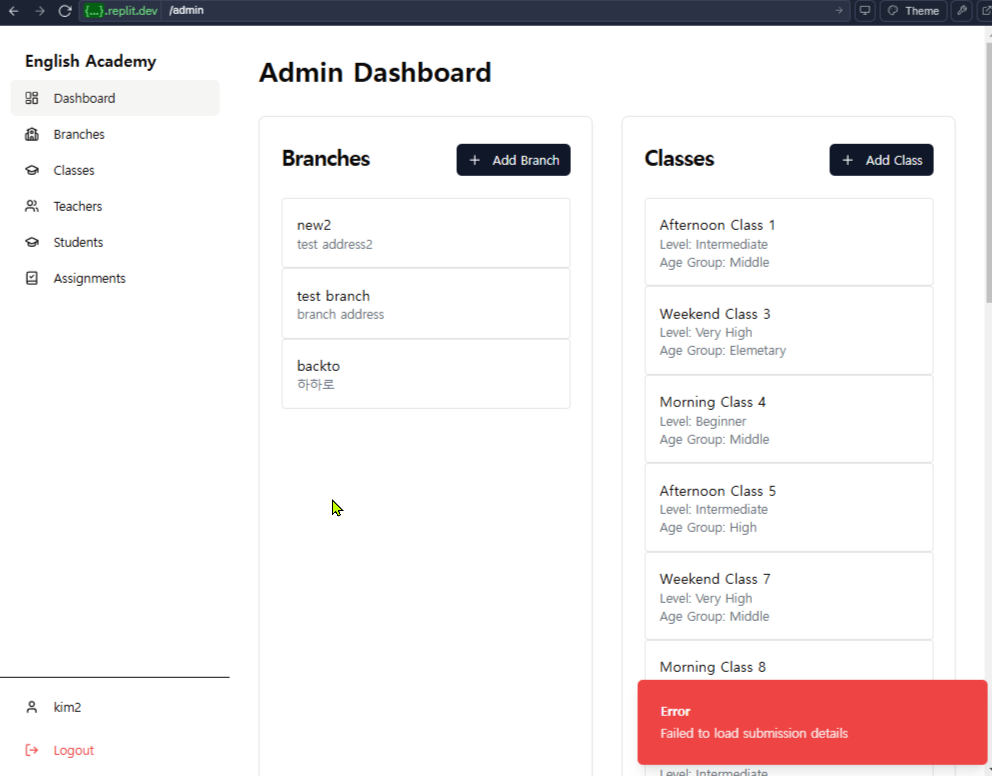 {...}.replit.dev /admin
Theme
English Academy
Dashboard
Branches
Classes
Teachers
Students
Assignments
kim2
Logout
Admin Dashboard
Branches
+ Add Branch
new2
test address2
test branch
branch address
backto
하하로
Classes
+ Add Class
Afternoon Class 1
Level: Intermediate
Age Group: Middle
Weekend Class 3
Level: Very High
Age Group: Elemetary
Morning Class 4
Level: Beginner
Age Group: Middle
Afternoon Class 5
Level: Intermediate
Age Group: High
Weekend Class 7
Level: Very High
Age Group: Middle
Morning Class 8
Error
Failed to load submission details
Level: Intermediate